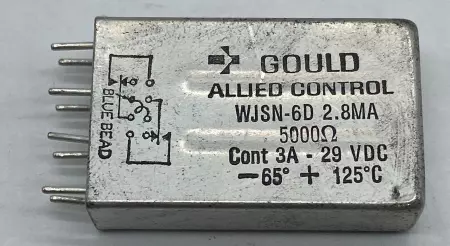 GOULD
ALLIED CONTROL
WJSN-6D 2.8MA
5000Ω
Cont 3A - 29 VDC
-65° + 125°C
BLUE BEAD